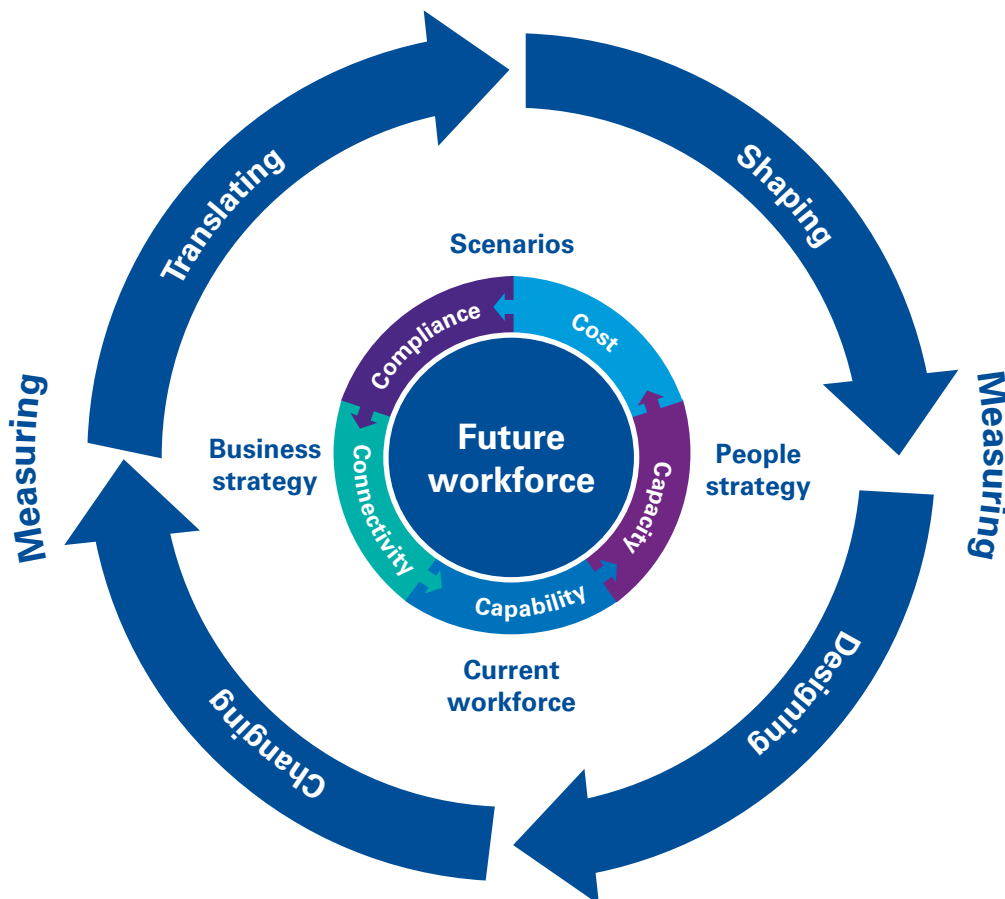 Translating
Shaping
Scenarios
Compliance
Cost
Measuring
Measuring
Business
strategy
Future
workforce
People
strategy
Connectivity
Capacity
Capability
Current
workforce
Changing
Designing